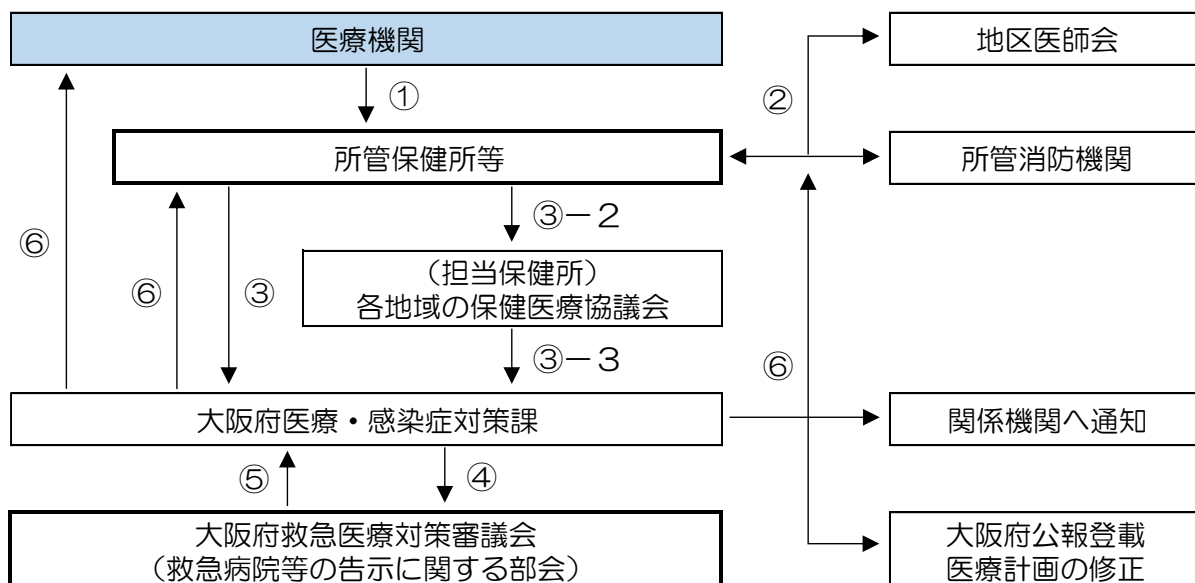 医療機関
地区医師会
①
②
所管保健所等
所管消防機関
③－２
⑥
⑥
③
（担当保健所）
各地域の保健医療協議会
③－３
⑥
大阪府医療・感染症対策課
関係機関へ通知
⑤
④
大阪府救急医療対策審議会
（救急病院等の告示に関する部会）
大阪府公報登載
医療計画の修正